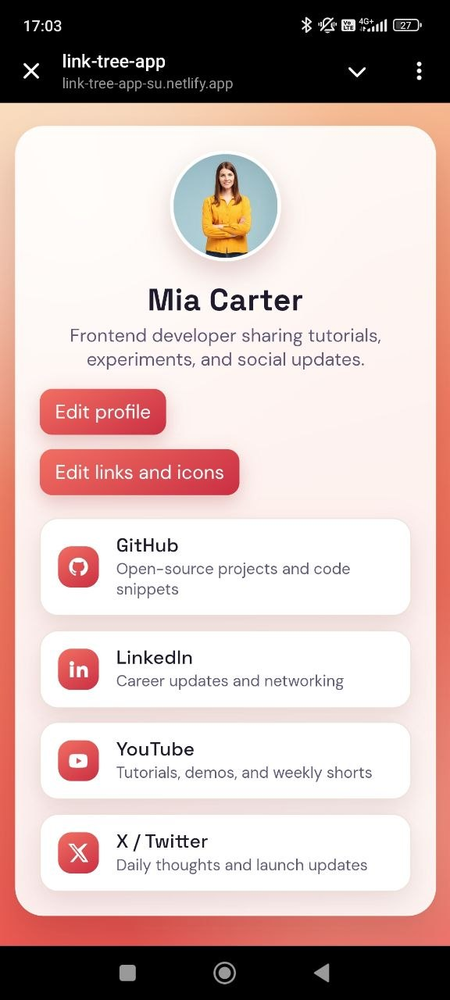 17:03
Vo LTE 4G+ 27
link-tree-app
link-tree-app-su.netlify.app
Mia Carter
Frontend developer sharing tutorials,
experiments, and social updates.
Edit profile
Edit links and icons
GitHub
Open-source projects and code
snippets
in
LinkedIn
Career updates and networking
YouTube
Tutorials, demos, and weekly shorts
X / Twitter
Daily thoughts and launch updates